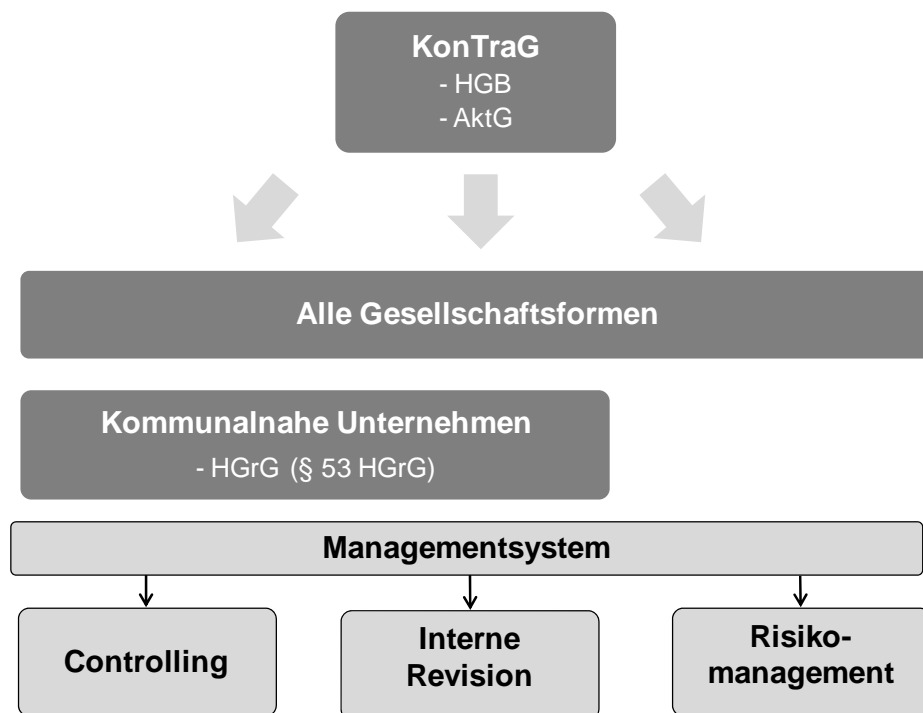 KonTraG
- HGB
- AktG
Alle Gesellschaftsformen
Kommunalnahe Unternehmen
- HGrG (§ 53 HGrG)
Managementsystem
Controlling
Interne
Revision
Risiko-
management